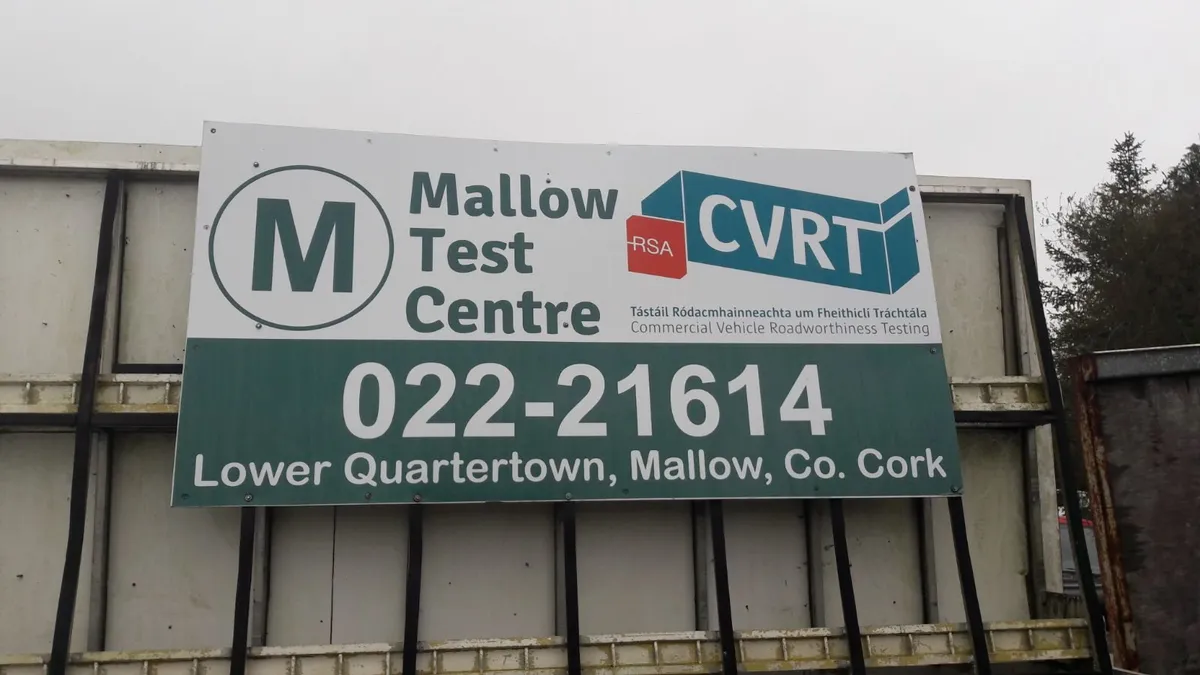 M
Mallow
Test
Centre
RSA
CVRT
Tástáil Ródacmhainneachta um Fheithicli Tráchtála
Commercial Vehicle Roadworthiness Testing
022-21614
Lower Quartertown, Mallow, Co. Cork